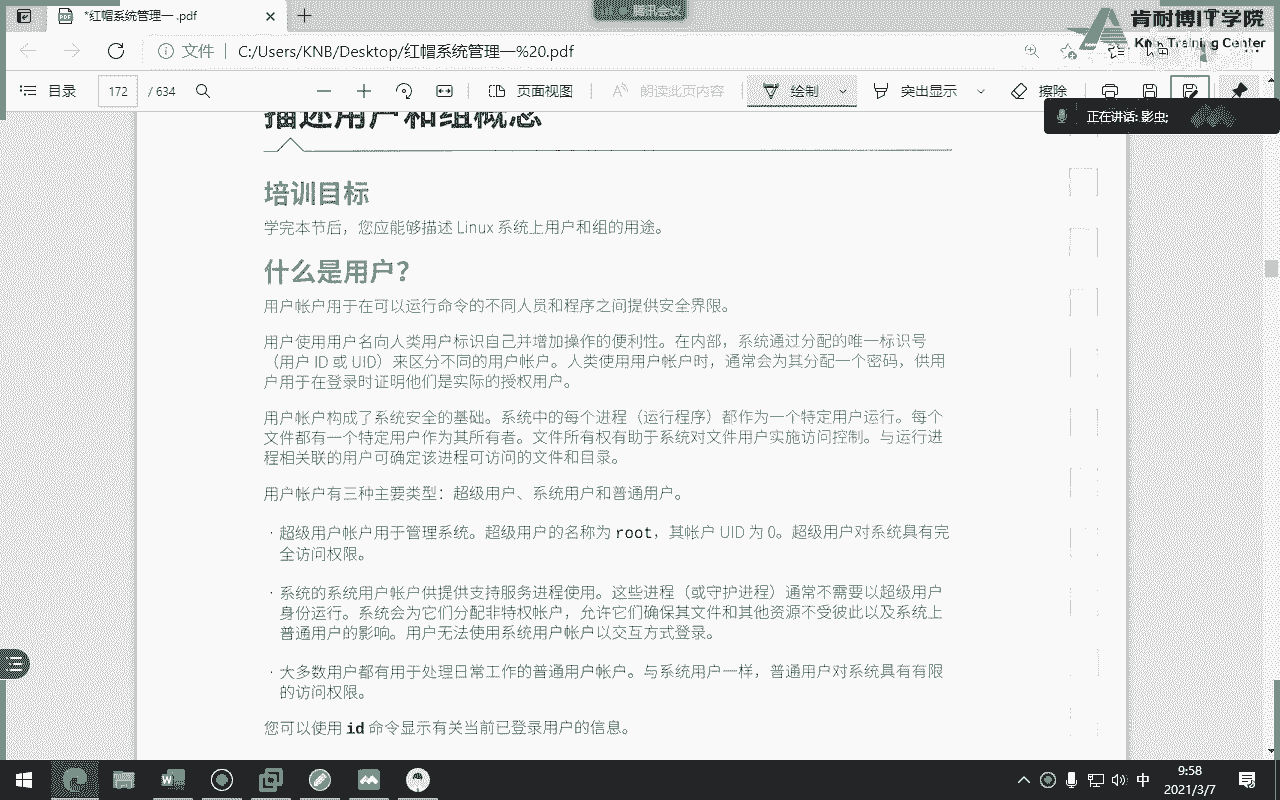 *红帽系统管理一 .pdf
腾讯会议
肯耐博IT学院
Training Center
文件
C:/Users/KNB/Desktop/红帽系统管理一%20.pdf
目录 172 / 634 页面视图 朗读此页内容 绘制 突出显示 擦除
正在讲话: 影虫;
描述用户和组概念
培训目标
学完本节后，您应能够描述 Linux 系统上用户和组的用途。
什么是用户？
用户帐户用于在可以运行命令的不同人员和程序之间提供安全界限。
用户使用用户名向人类用户标识自己并增加操作的便利性。在内部，系统通过分配的唯一标识号
（用户 ID 或 UID）来区分不同的用户帐户。人类使用用户帐户时，通常会为其分配一个密码，供用
户用于在登录时证明他们是实际的授权用户。
用户帐户构成了系统安全的基础。系统中的每个进程（运行程序）都作为一个特定用户运行。每个
文件都有一个特定用户作为其所有者。文件所有权有助于系统对文件用户实施访问控制。与运行进
程相关联的用户可确定该进程可访问的文件和目录。
用户帐户有三种主要类型：超级用户、系统用户和普通用户。
· 超级用户帐户用于管理系统。超级用户的名称为 root，其帐户 UID 为 0。超级用户对系统具有完
全访问权限。
· 系统的系统用户帐户供提供支持服务进程使用。这些进程（或守护进程）通常不需要以超级用户
身份运行。系统会为它们分配非特权帐户，允许它们确保其文件和其他资源不受彼此以及系统上
普通用户的影响。用户无法使用系统用户帐户以交互方式登录。
· 大多数用户都有用于处理日常工作的普通用户帐户。与系统用户一样，普通用户对系统具有有限
的访问权限。
您可以使用 id 命令显示有关当前已登录用户的信息。
中
9:58
2021/3/7